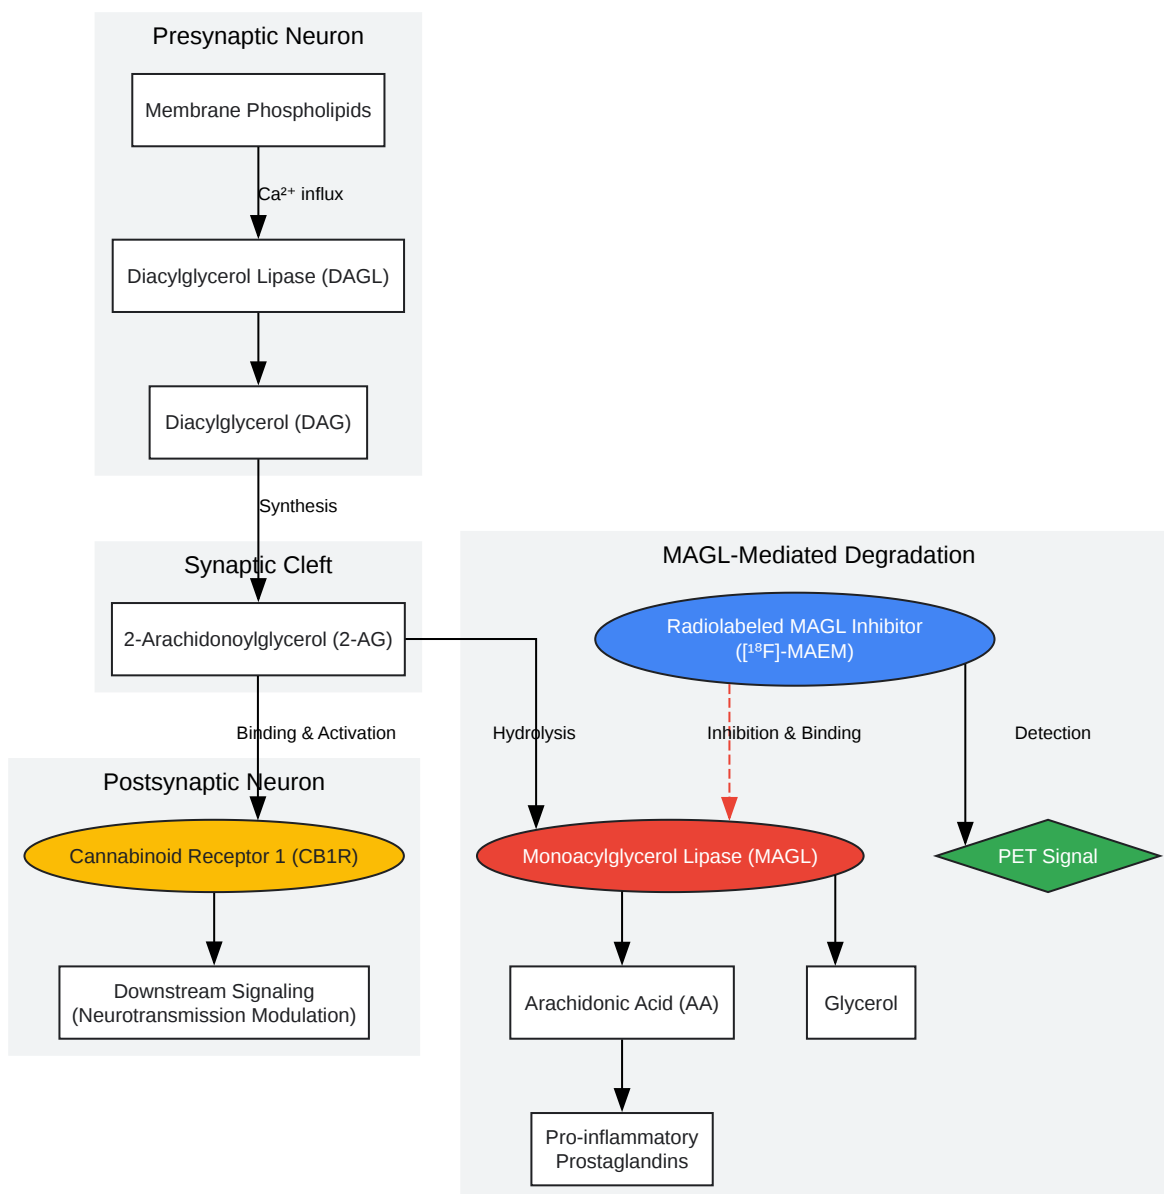 Presynaptic Neuron
Membrane Phospholipids
Ca²⁺ influx
Diacylglycerol Lipase (DAGL)
Diacylglycerol (DAG)
Synthesis
Synaptic Cleft
2-Arachidonoylglycerol (2-AG)
Binding & Activation
Postsynaptic Neuron
Cannabinoid Receptor 1 (CB1R)
Downstream Signaling
(Neurotransmission Modulation)
MAGL-Mediated Degradation
Radiolabeled MAGL Inhibitor
([¹⁸F]-MAEM)
Hydrolysis
Inhibition & Binding
Detection
Monoacylglycerol Lipase (MAGL)
PET Signal
Arachidonic Acid (AA)
Glycerol
Pro-inflammatory
Prostaglandins